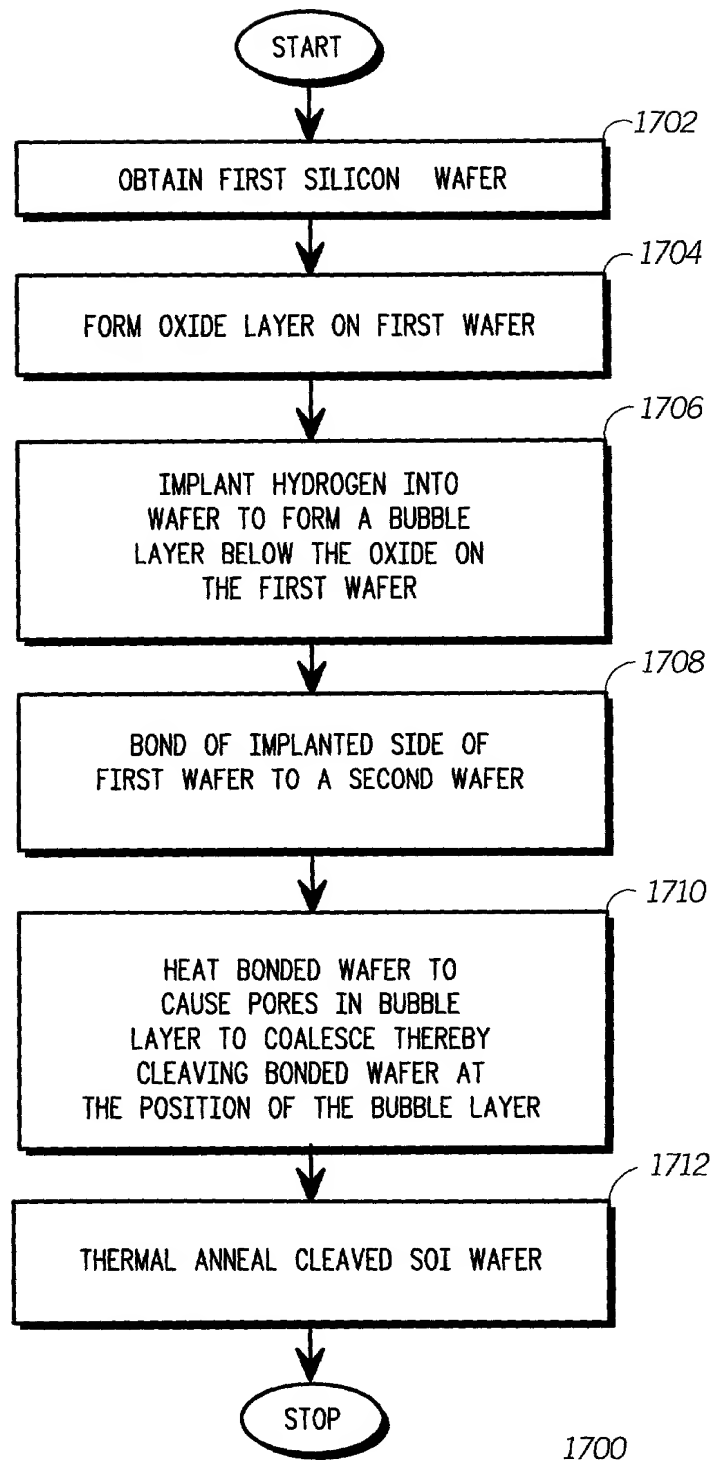 START
1702
OBTAIN FIRST SILICON WAFER
1704
FORM OXIDE LAYER ON FIRST WAFER
1706
IMPLANT HYDROGEN INTO
WAFER TO FORM A BUBBLE
LAYER BELOW THE OXIDE ON
THE FIRST WAFER
1708
BOND OF IMPLANTED SIDE OF
FIRST WAFER TO A SECOND WAFER
1710
HEAT BONDED WAFER TO
CAUSE PORES IN BUBBLE
LAYER TO COALESCE THEREBY
CLEAVING BONDED WAFER AT
THE POSITION OF THE BUBBLE LAYER
1712
THERMAL ANNEAL CLEAVED SOI WAFER
STOP
1700